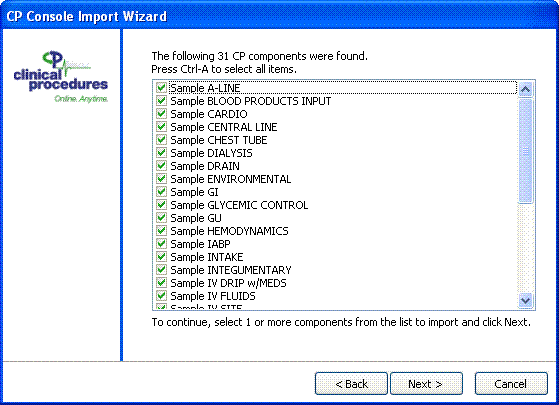 CP Console Import Wizard
CP
clinical
procedures
Online. Anytime.
The following 31 CP components were found.
Press Ctrl-A to select all items.
Sample A-LINE
Sample BLOOD PRODUCTS INPUT
Sample CARDIO
Sample CENTRAL LINE
Sample CHEST TUBE
Sample DIALYSIS
Sample DRAIN
Sample ENVIRONMENTAL
Sample GI
Sample GLYCEMIC CONTROL
Sample GU
Sample HEMODYNAMICS
Sample IABP
Sample INTAKE
Sample INTEGUMENTARY
Sample IV DRIP w/MEDS
Sample IV FLUIDS
Sample IV SITE
To continue, select 1 or more components from the list to import and click Next.
< Back
Next >
Cancel